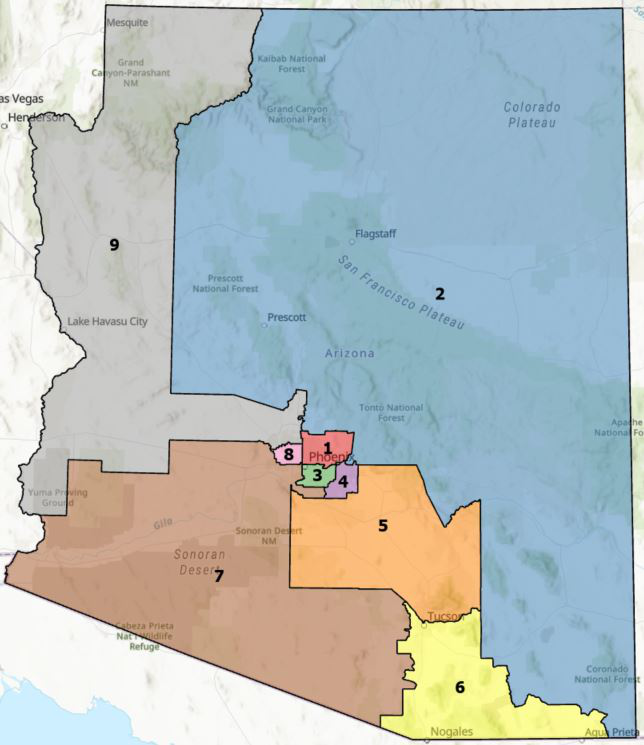 Mesquite
Kaibab National
Forest
Grand
Canyon-Parashant
NM
as Vegas
Henderson
Grand Canyon
National Park
Colorado
Plateau
9
Flagstaff
San Francisco Plateau
2
Prescott
National Forest
Lake Havasu City
Prescott
Arizona
Tonto National
Forest
Apache
National Fo
1
8
Phoenix
3
4
Yuma Proving
Ground
Gila
5
Sonoran Desert
NM
Sonoran
Desert
7
Cabeza Prieta
Nat'l Wildlife
Refuge
Tucson
6
Coronado
National Forest
Nogales
Agua Prieta